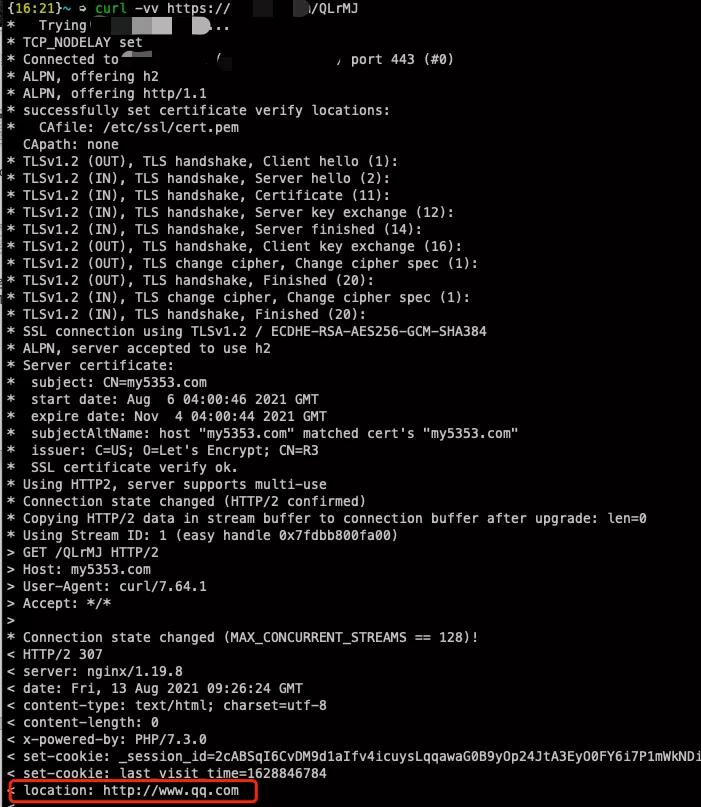 {16:21}~ ➩ curl -vv https:// /QLrMJ
* Trying ...
* TCP_NODELAY set
* Connected to / , port 443 (#0)
* ALPN, offering h2
* ALPN, offering http/1.1
* successfully set certificate verify locations:
* CAfile: /etc/ssl/cert.pem
CApath: none
* TLSv1.2 (OUT), TLS handshake, Client hello (1):
* TLSv1.2 (IN), TLS handshake, Server hello (2):
* TLSv1.2 (IN), TLS handshake, Certificate (11):
* TLSv1.2 (IN), TLS handshake, Server key exchange (12):
* TLSv1.2 (IN), TLS handshake, Server finished (14):
* TLSv1.2 (OUT), TLS handshake, Client key exchange (16):
* TLSv1.2 (OUT), TLS change cipher, Change cipher spec (1):
* TLSv1.2 (OUT), TLS handshake, Finished (20):
* TLSv1.2 (IN), TLS change cipher, Change cipher spec (1):
* TLSv1.2 (IN), TLS handshake, Finished (20):
* SSL connection using TLSv1.2 / ECDHE-RSA-AES256-GCM-SHA384
* ALPN, server accepted to use h2
* Server certificate:
* subject: CN=my5353.com
* start date: Aug  6 04:00:46 2021 GMT
* expire date: Nov  4 04:00:44 2021 GMT
* subjectAltName: host "my5353.com" matched cert's "my5353.com"
* issuer: C=US; O=Let's Encrypt; CN=R3
* SSL certificate verify ok.
* Using HTTP2, server supports multi-use
* Connection state changed (HTTP/2 confirmed)
* Copying HTTP/2 data in stream buffer to connection buffer after upgrade: len=0
* Using Stream ID: 1 (easy handle 0x7fdbb800fa00)
> GET /QLrMJ HTTP/2
> Host: my5353.com
> User-Agent: curl/7.64.1
> Accept: */*
>
* Connection state changed (MAX_CONCURRENT_STREAMS == 128)!
< HTTP/2 307
< server: nginx/1.19.8
< date: Fri, 13 Aug 2021 09:26:24 GMT
< content-type: text/html; charset=utf-8
< content-length: 0
< x-powered-by: PHP/7.3.0
< set-cookie: _session_id=2cABSqI6CvDM9d1aIfv4icuysLqqawaG0B9yOp24JtA3EyO0FY6i7P1mWkNDi
< set-cookie: last_visit_time=1628846784
< location: http://www.qq.com
<